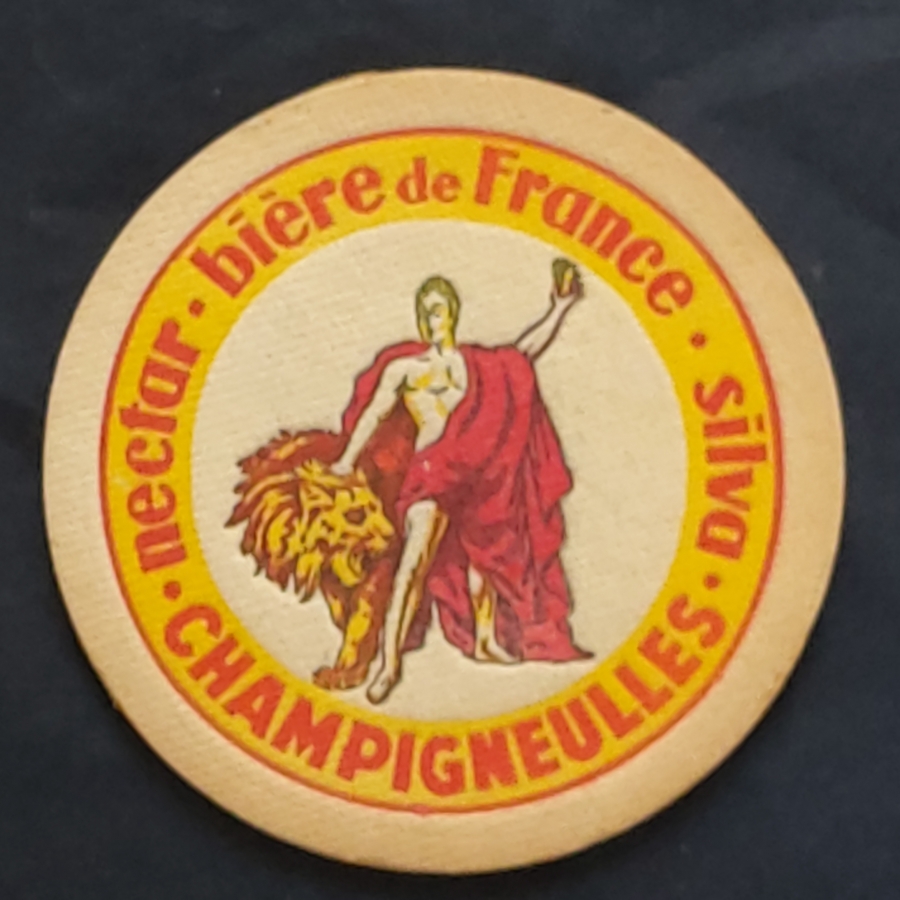 nectar · bière de France · silva ·
CHAMPIGNEULLES ·